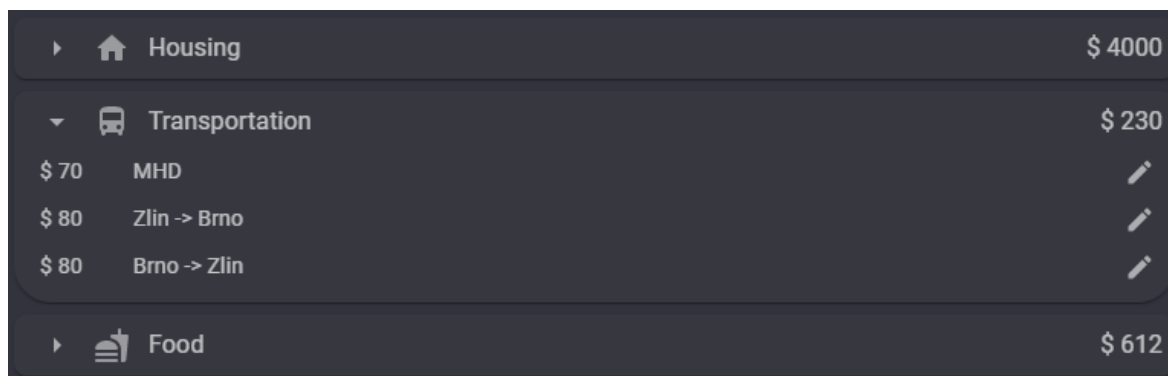 Housing $ 4000
Transportation $ 230
$ 70 MHD
$ 80 Zlin -> Brno
$ 80 Brno -> Zlin
Food $ 612